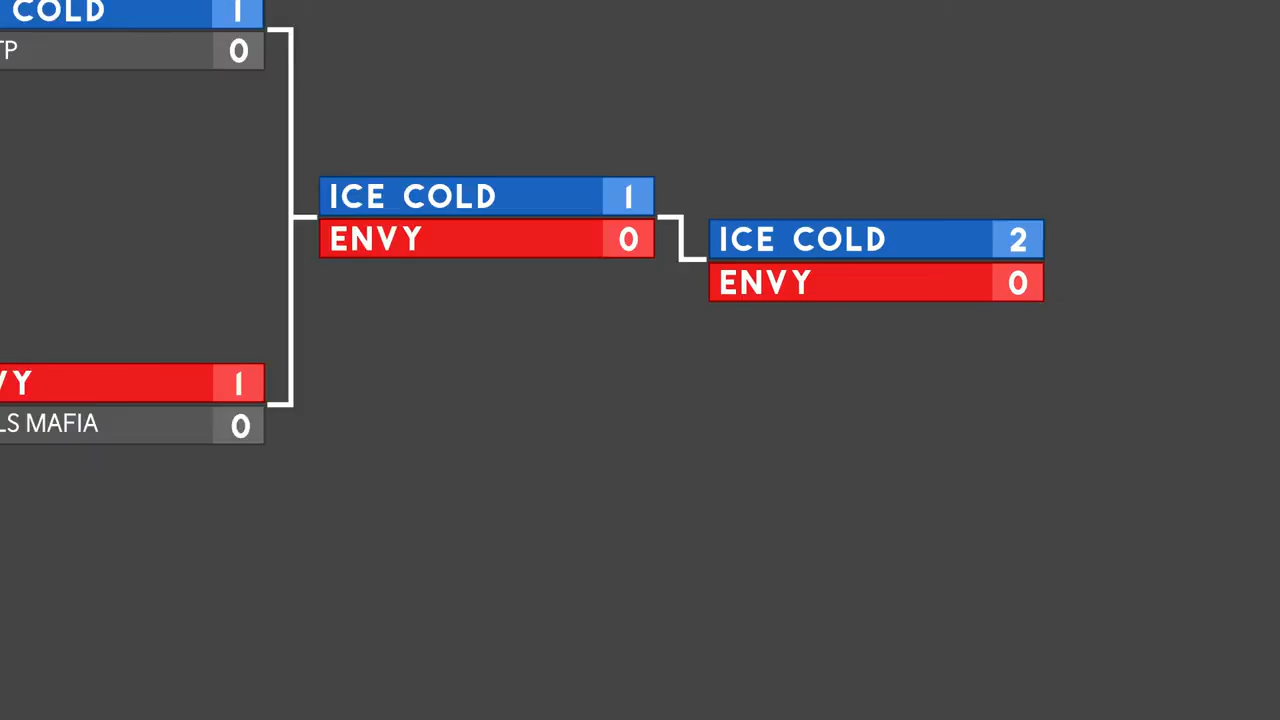 COLD 1
TP 0
ICE COLD 1
ENVY 0
ICE COLD 2
ENVY 0
VY 1
LS MAFIA 0